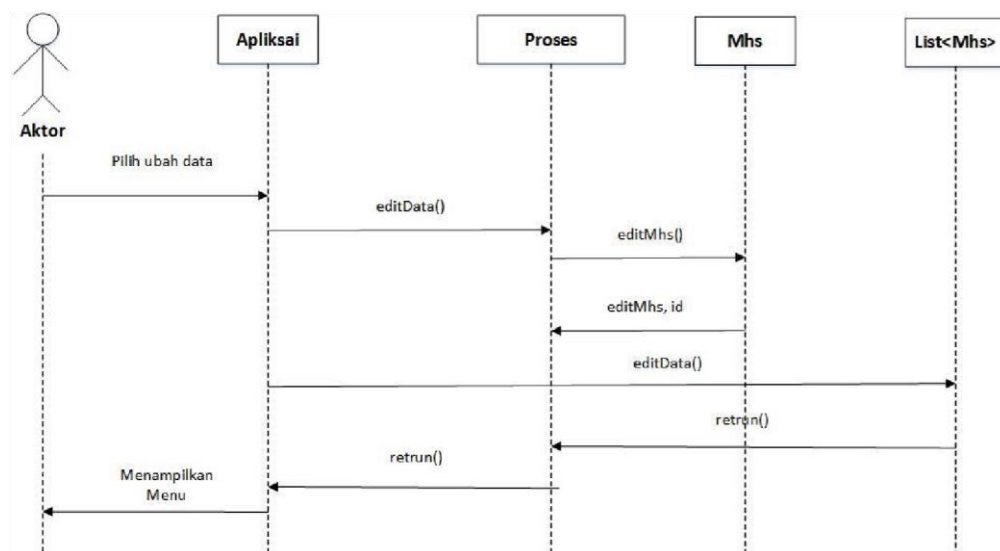 Apliksai
Proses
Mhs
List<Mhs>
Aktor
Pilih ubah data
editData()
editMhs()
editMhs, id
editData()
retrun()
retrun()
Menampilkan
Menu